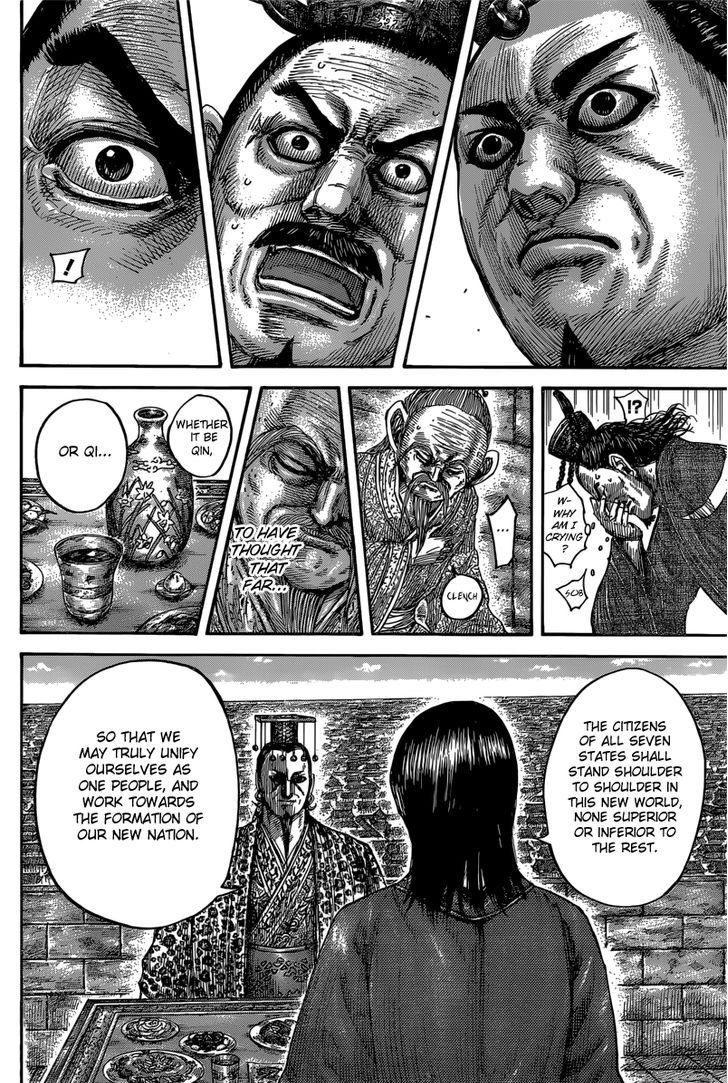 !
!?
W-
WHY
AM I
CRYING
?
SOB
...
CLENCH
TO HAVE
THOUGHT
THAT
FAR...
WHETHER
IT BE
QIN,
OR QI...
THE CITIZENS
OF ALL SEVEN
STATES SHALL
STAND SHOULDER
TO SHOULDER IN
THIS NEW WORLD,
NONE SUPERIOR
OR INFERIOR TO
THE REST.
SO THAT WE
MAY TRULY UNIFY
OURSELVES AS
ONE PEOPLE, AND
WORK TOWARDS
THE FORMATION OF
OUR NEW NATION.